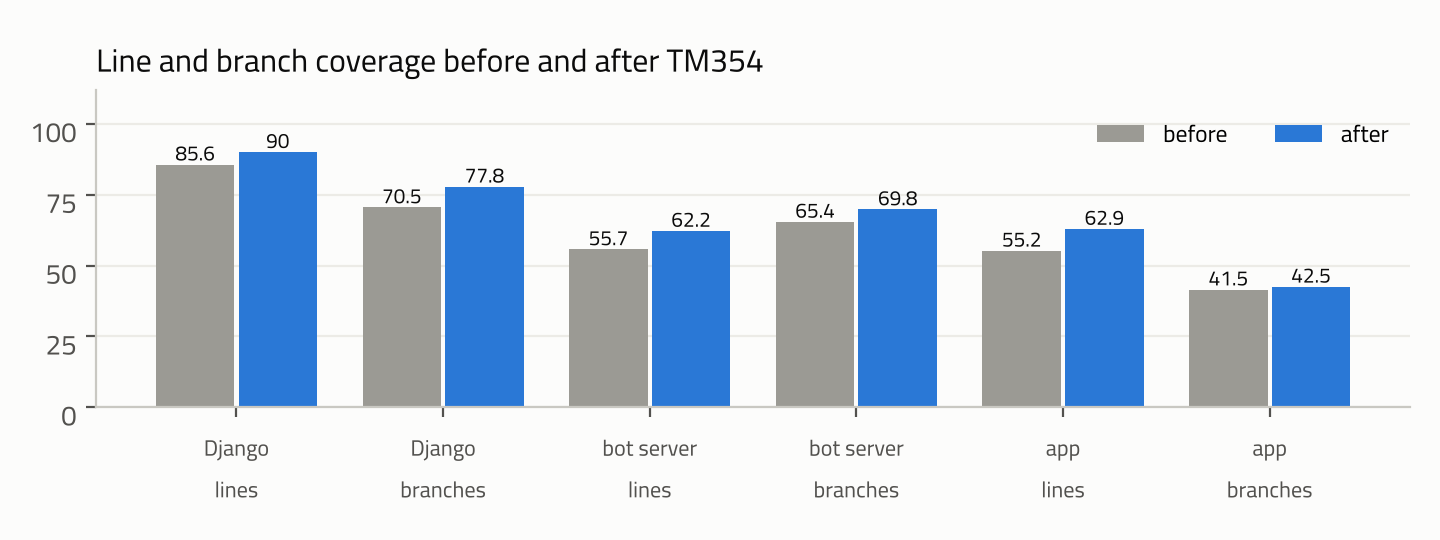 Line and branch coverage before and after TM354
before after
100
75
50
25
0
85.6 90
70.5 77.8
55.7 62.2
65.4 69.8
55.2 62.9
41.5 42.5
Django
lines
Django
branches
bot server
lines
bot server
branches
app
lines
app
branches